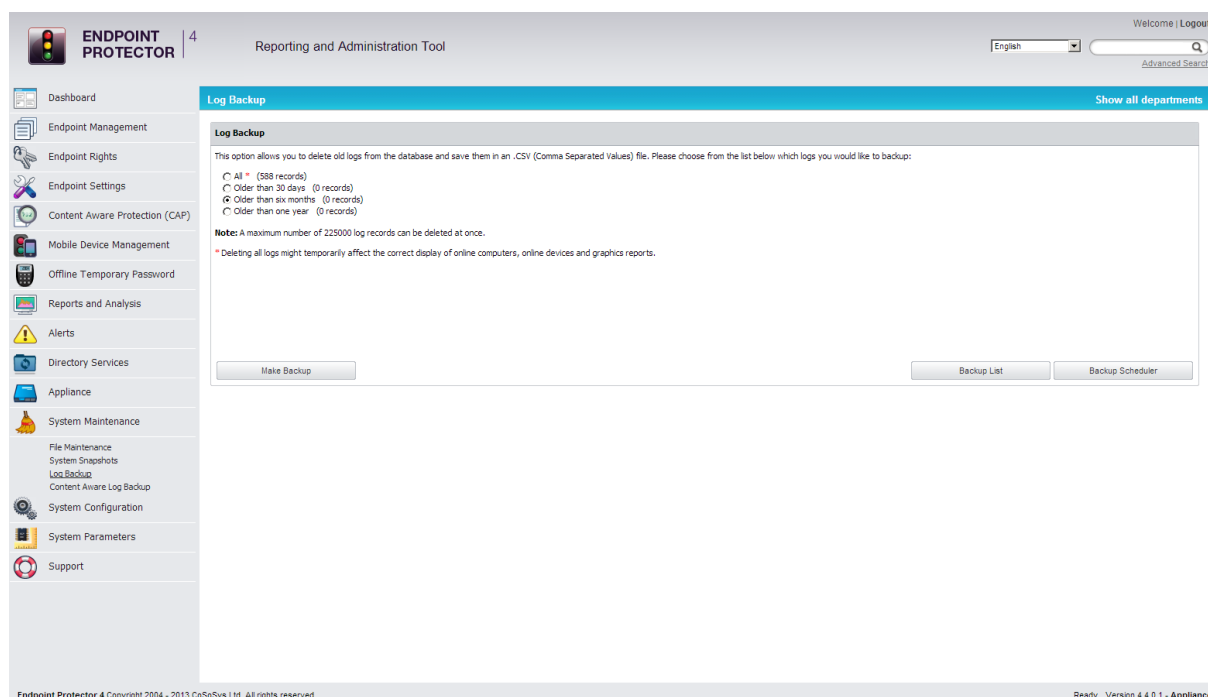 Welcome | Logout
ENDPOINT PROTECTOR 4
Reporting and Administration Tool
English
Advanced Search
Dashboard
Endpoint Management
Endpoint Rights
Endpoint Settings
Content Aware Protection (CAP)
Mobile Device Management
Offline Temporary Password
Reports and Analysis
Alerts
Directory Services
Appliance
System Maintenance
File Maintenance
System Snapshots
Log Backup
Content Aware Log Backup
System Configuration
System Parameters
Support
Log Backup
Show all departments
Log Backup
This option allows you to delete old logs from the database and save them in an .CSV (Comma Separated Values) file. Please choose from the list below which logs you would like to backup:
All * (588 records)
Older than 30 days (0 records)
Older than six months (0 records)
Older than one year (0 records)
Note: A maximum number of 225000 log records can be deleted at once.
* Deleting all logs might temporarily affect the correct display of online computers, online devices and graphics reports.
Make Backup
Backup List
Backup Scheduler
Endpoint Protector 4 Copyright 2004 - 2013 CoSoSys Ltd. All rights reserved.
Ready Version 4.4.0.1 - Appliance